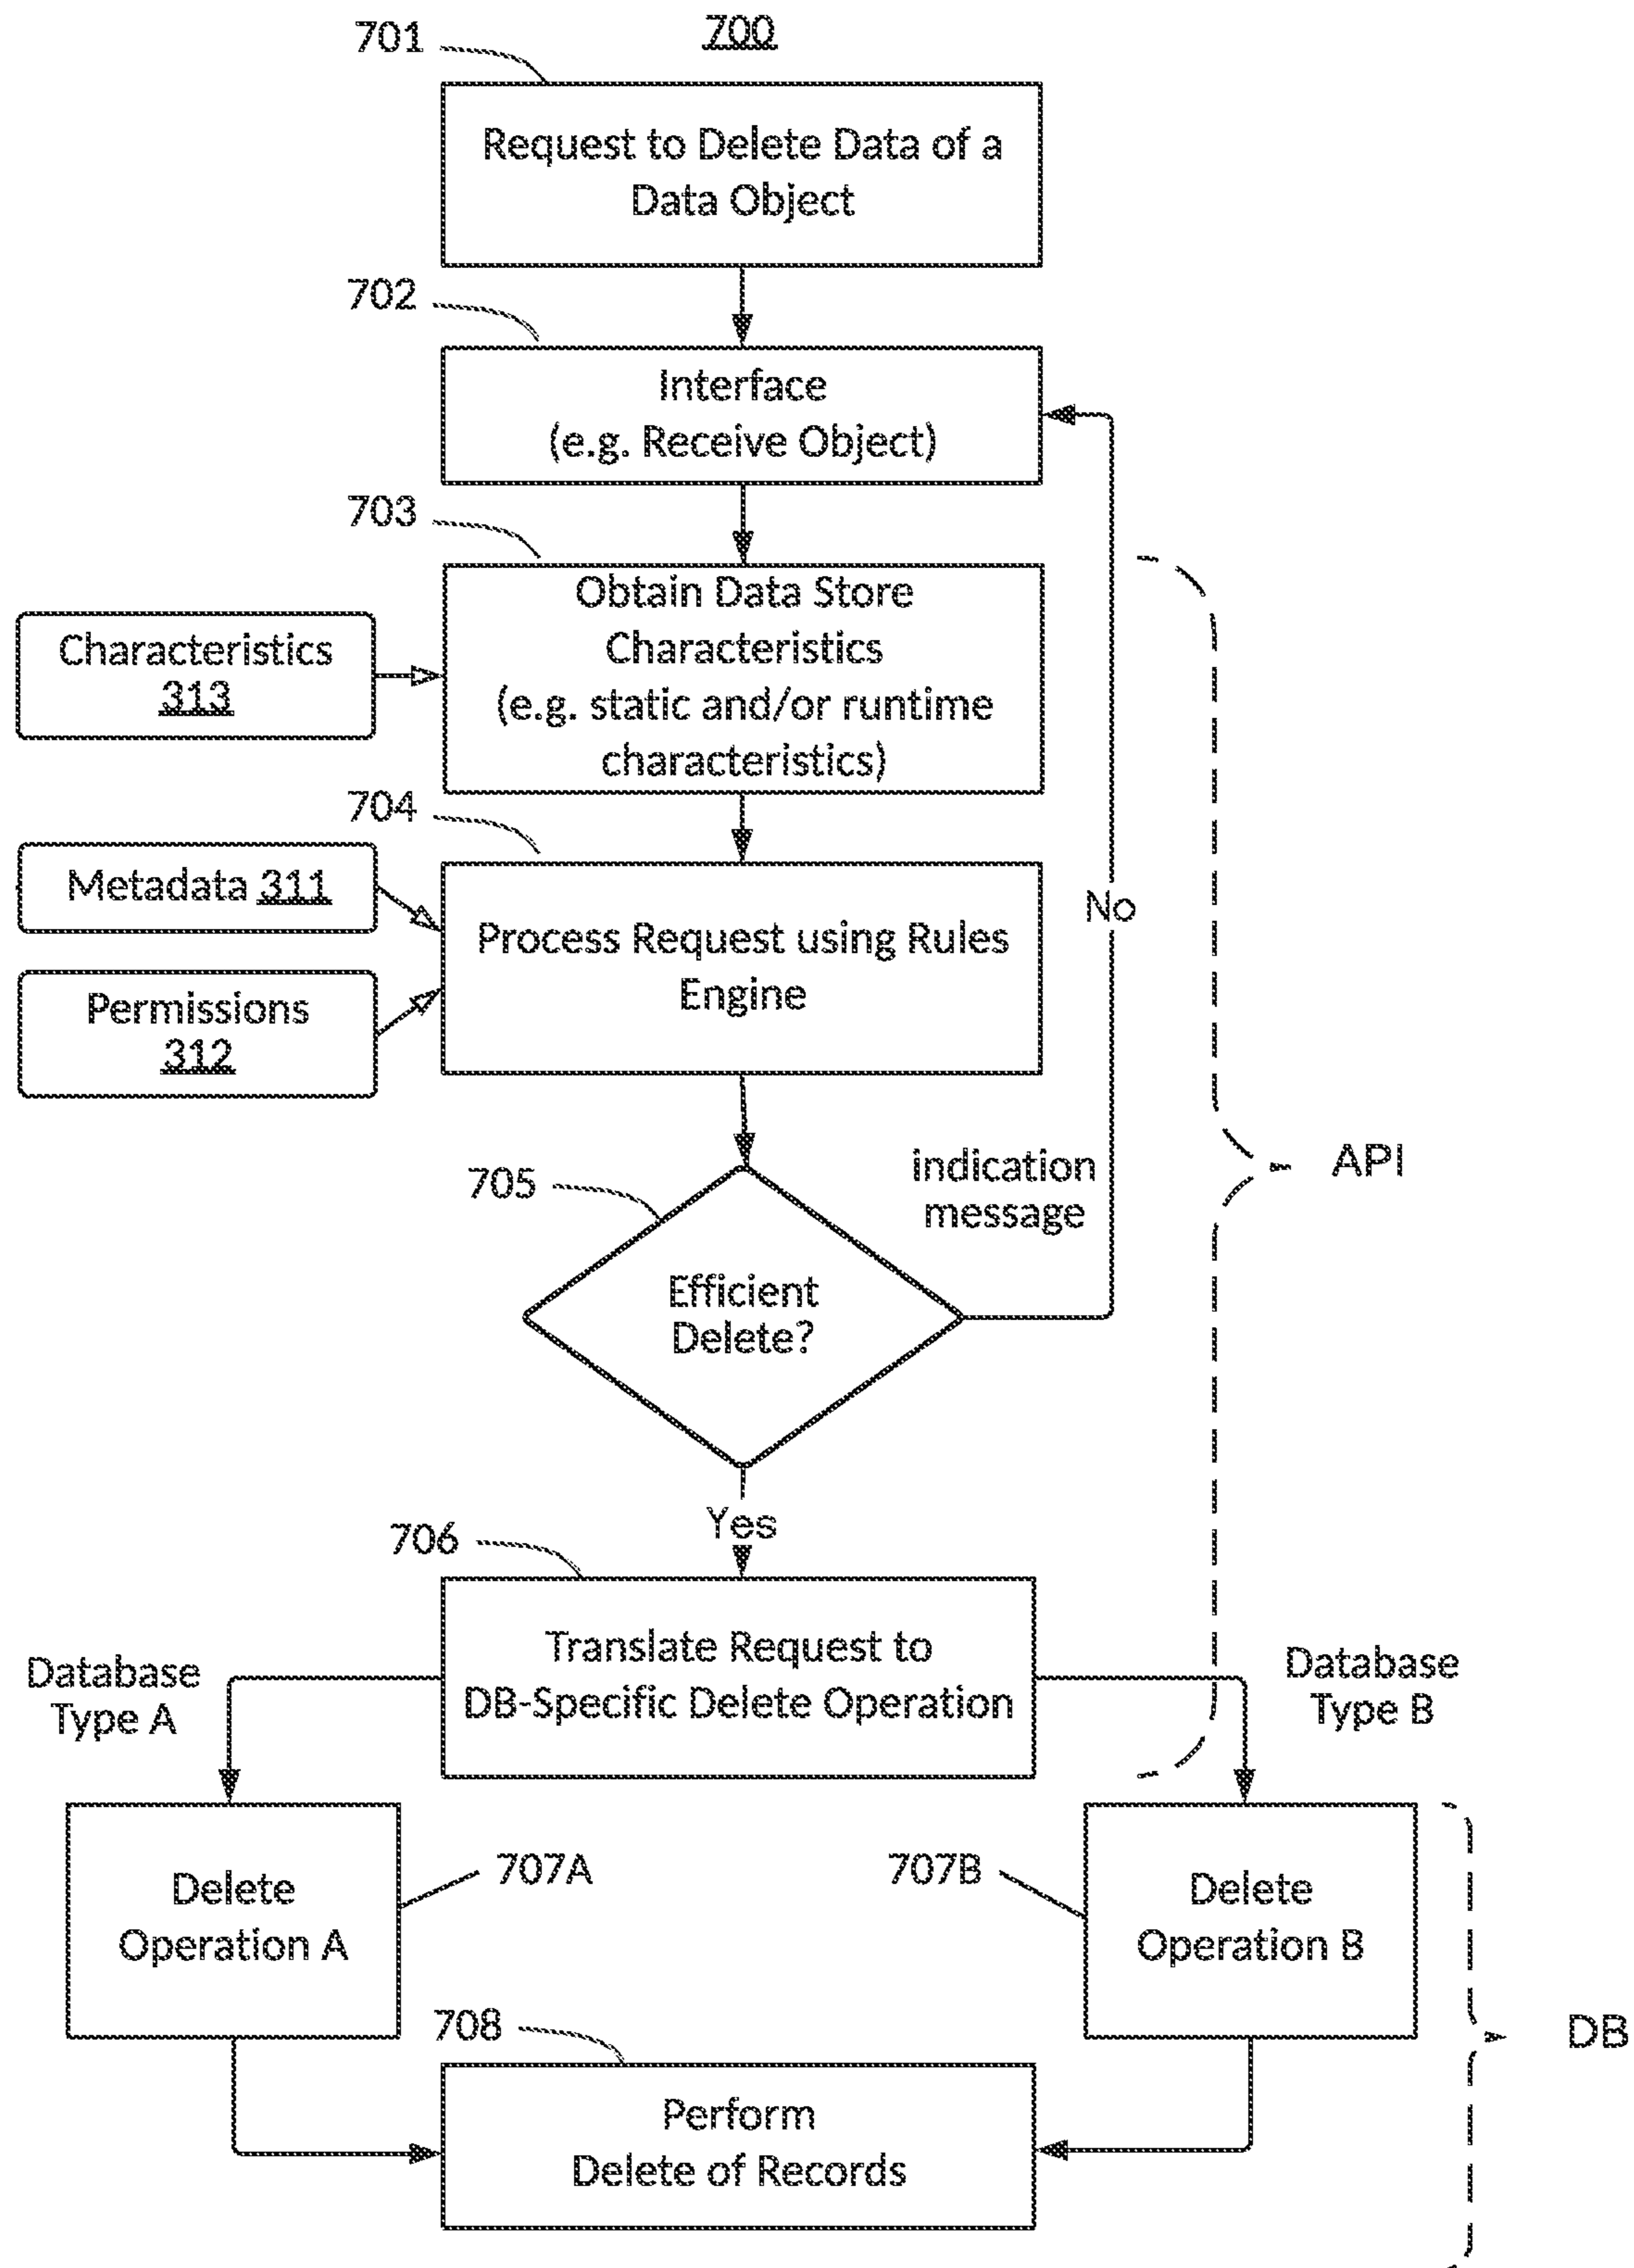 700
701
Request to Delete Data of a
Data Object
702
Interface
(e.g. Receive Object)
703
Obtain Data Store
Characteristics
(e.g. static and/or runtime
characteristics)
Characteristics
313
704
Metadata 311
Process Request using Rules
Engine
Permissions
312
No
indication
message
API
705
Efficient
Delete?
Yes
706
Translate Request to
DB-Specific Delete Operation
Database
Type A
Database
Type B
Delete
Operation A
707A
707B
Delete
Operation B
DB
708
Perform
Delete of Records